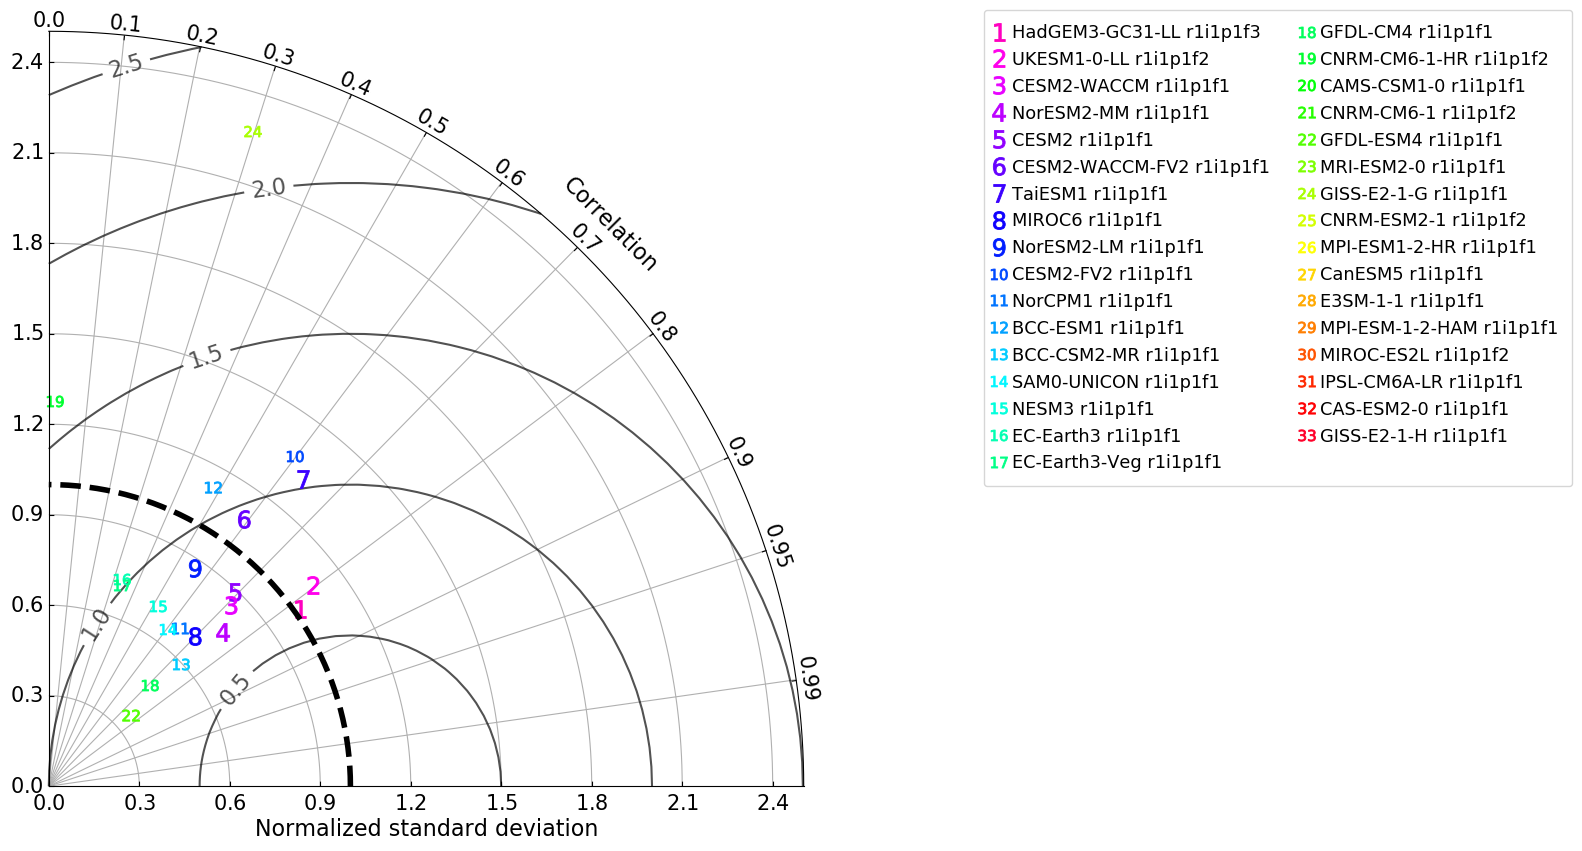 0.0
0.1
0.2
0.3
0.4
0.5
0.6
0.7
0.8
0.9
0.95
0.99
Correlation
2.4
2.1
1.8
1.5
1.2
0.9
0.6
0.3
0.0
2.5
2.0
1.5
1.0
0.5
24
19
10
7
12
6
9
2
16
17
5
3
1
15
14
11
8
4
13
18
22
0.0
0.3
0.6
0.9
1.2
1.5
1.8
2.1
2.4
Normalized standard deviation
1 HadGEM3-GC31-LL r1i1p1f3
2 UKESM1-0-LL r1i1p1f2
3 CESM2-WACCM r1i1p1f1
4 NorESM2-MM r1i1p1f1
5 CESM2 r1i1p1f1
6 CESM2-WACCM-FV2 r1i1p1f1
7 TaiESM1 r1i1p1f1
8 MIROC6 r1i1p1f1
9 NorESM2-LM r1i1p1f1
10 CESM2-FV2 r1i1p1f1
11 NorCPM1 r1i1p1f1
12 BCC-ESM1 r1i1p1f1
13 BCC-CSM2-MR r1i1p1f1
14 SAM0-UNICON r1i1p1f1
15 NESM3 r1i1p1f1
16 EC-Earth3 r1i1p1f1
17 EC-Earth3-Veg r1i1p1f1
18 GFDL-CM4 r1i1p1f1
19 CNRM-CM6-1-HR r1i1p1f2
20 CAMS-CSM1-0 r1i1p1f1
21 CNRM-CM6-1 r1i1p1f2
22 GFDL-ESM4 r1i1p1f1
23 MRI-ESM2-0 r1i1p1f1
24 GISS-E2-1-G r1i1p1f1
25 CNRM-ESM2-1 r1i1p1f2
26 MPI-ESM1-2-HR r1i1p1f1
27 CanESM5 r1i1p1f1
28 E3SM-1-1 r1i1p1f1
29 MPI-ESM-1-2-HAM r1i1p1f1
30 MIROC-ES2L r1i1p1f2
31 IPSL-CM6A-LR r1i1p1f1
32 CAS-ESM2-0 r1i1p1f1
33 GISS-E2-1-H r1i1p1f1